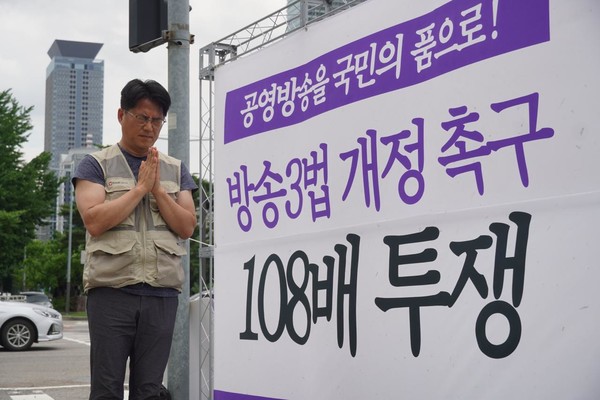 공영방송을 국민의 품으로!
방송3법 개정 촉구
108배 투쟁